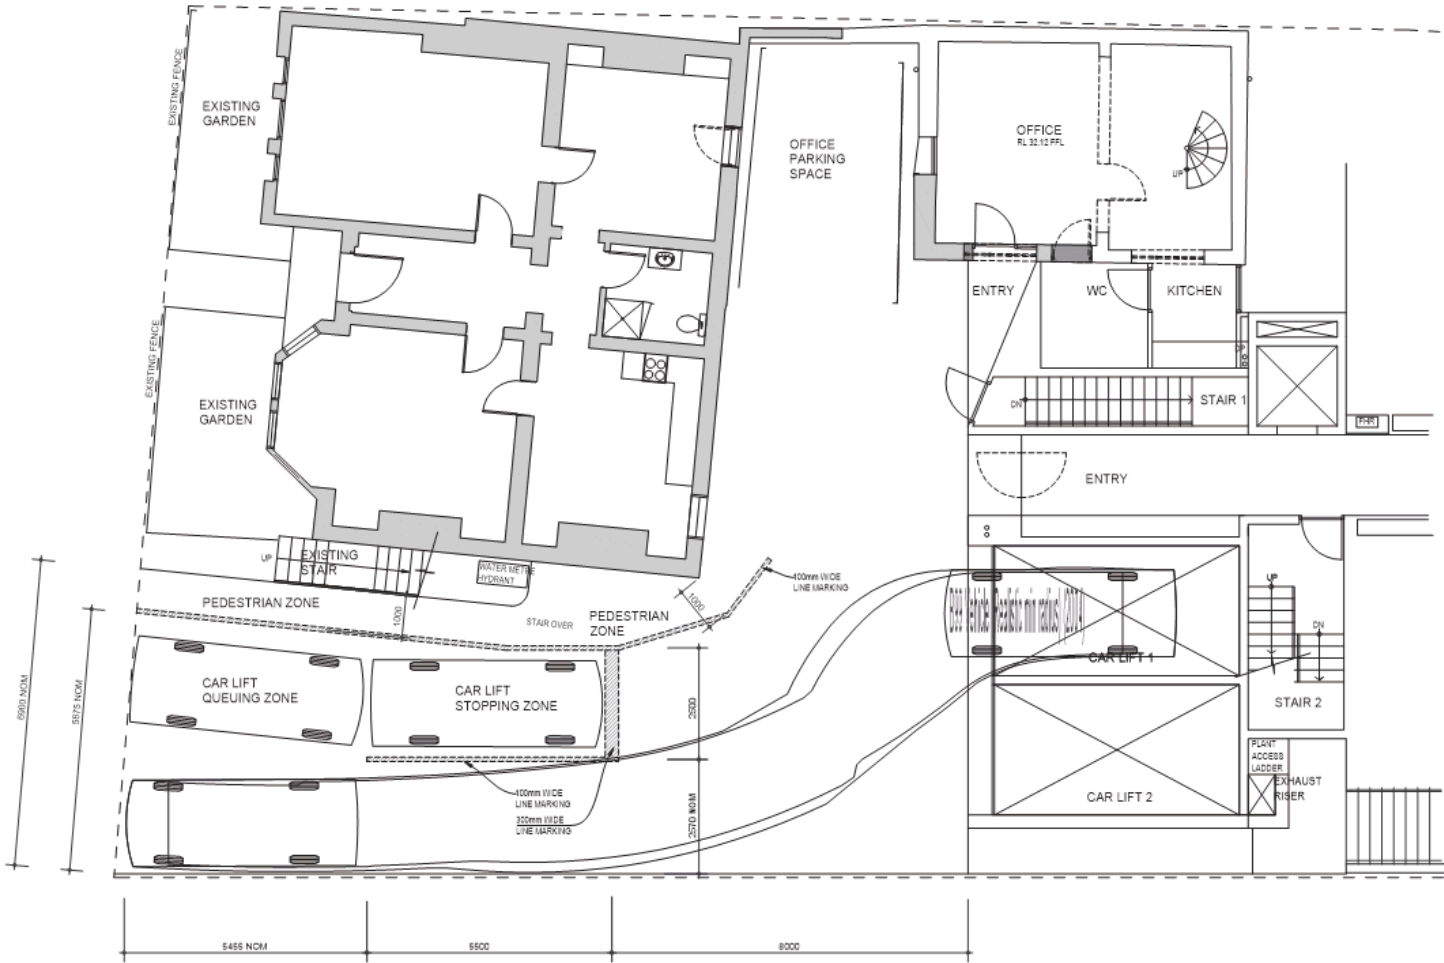 EXISTING FENCE
EXISTING
GARDEN
OFFICE
PARKING
SPACE
OFFICE
RL 32.12 FFL
UP
ENTRY
WC
KITCHEN
EXISTING FENCE
EXISTING
GARDEN
DN
STAIR 1
FHR
ENTRY
UP
EXISTING
STAIR
WATER METRE
HYDRANT
100mm WIDE
LINE MARKING
PEDESTRIAN ZONE
1000
STAIR OVER
PEDESTRIAN
ZONE
1000
UP
DN
CAR LIFT 1
CAR LIFT
QUEUING ZONE
CAR LIFT
STOPPING ZONE
STAIR 2
6900 NOM
5875 NOM
2500
PLANT
ACCESS
LADDER
EXHAUST
RISER
100mm WIDE
LINE MARKING
300mm WIDE
LINE MARKING
2570 NOM
CAR LIFT 2
5455 NOM
5500
8000